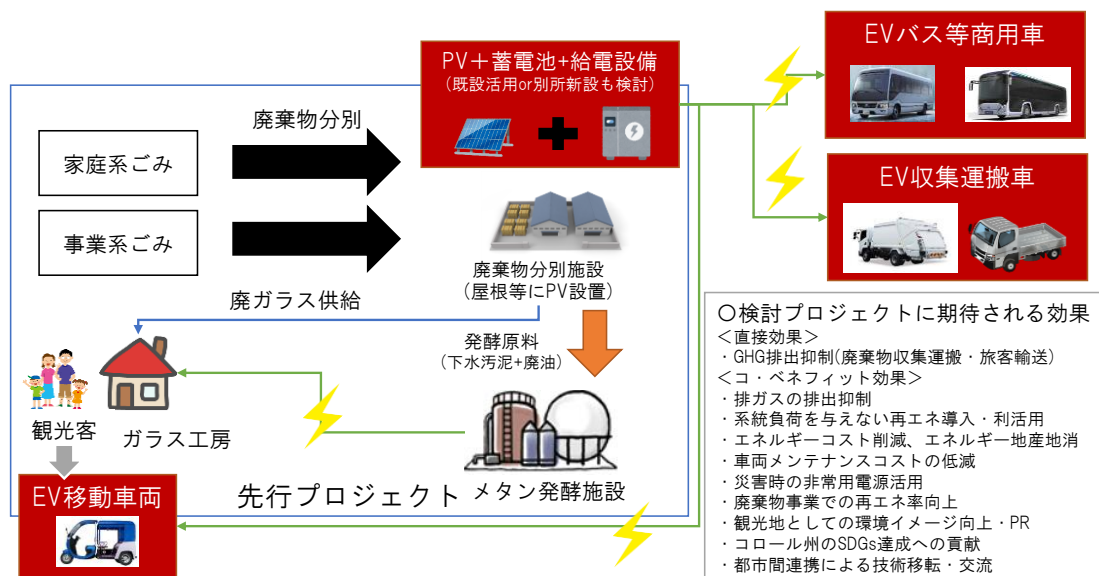 PV+蓄電池+給電設備
(既設活用or別所新設も検討)
EVバス等商用車
廃棄物分別
家庭系ごみ
事業系ごみ
EV収集運搬車
廃棄物分別施設
(屋根等にPV設置)
廃ガラス供給
発酵原料
(下水汚泥+廃油)
観光客
ガラス工房
EV移動車両
先行プロジェクト
メタン発酵施設
〇検討プロジェクトに期待される効果
<直接効果>
・GHG排出抑制(廃棄物収集運搬・旅客輸送)
<コ・ベネフィット効果>
・排ガスの排出抑制
・系統負荷を与えない再エネ導入・利活用
・エネルギーコスト削減、エネルギー地産地消
・車両メンテナンスコストの低減
・災害時の非常用電源活用
・廃棄物事業での再エネ率向上
・観光地としての環境イメージ向上・PR
・コロール州のSDGs達成への貢献
・都市間連携による技術移転・交流